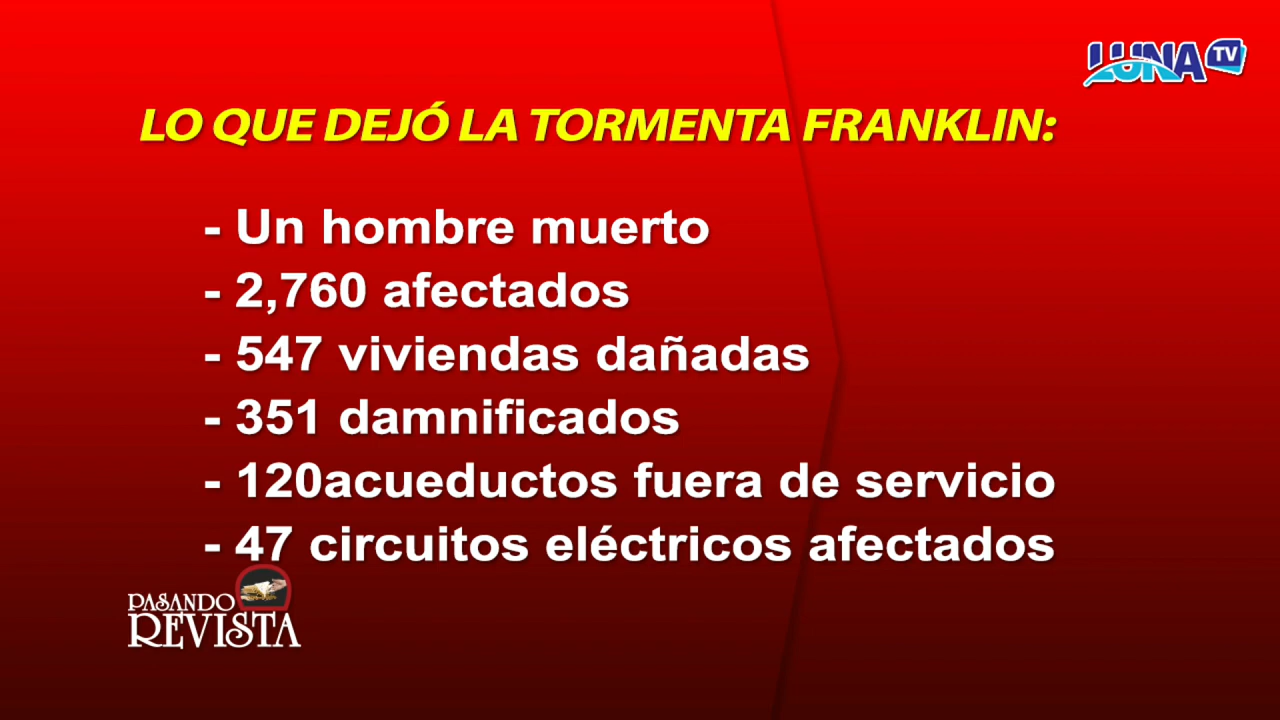 LUNA TV
LO QUE DEJÓ LA TORMENTA FRANKLIN:
- Un hombre muerto
- 2,760 afectados
- 547 viviendas dañadas
- 351 damnificados
- 120acueductos fuera de servicio
- 47 circuitos eléctricos afectados
PASANDO
REVISTA